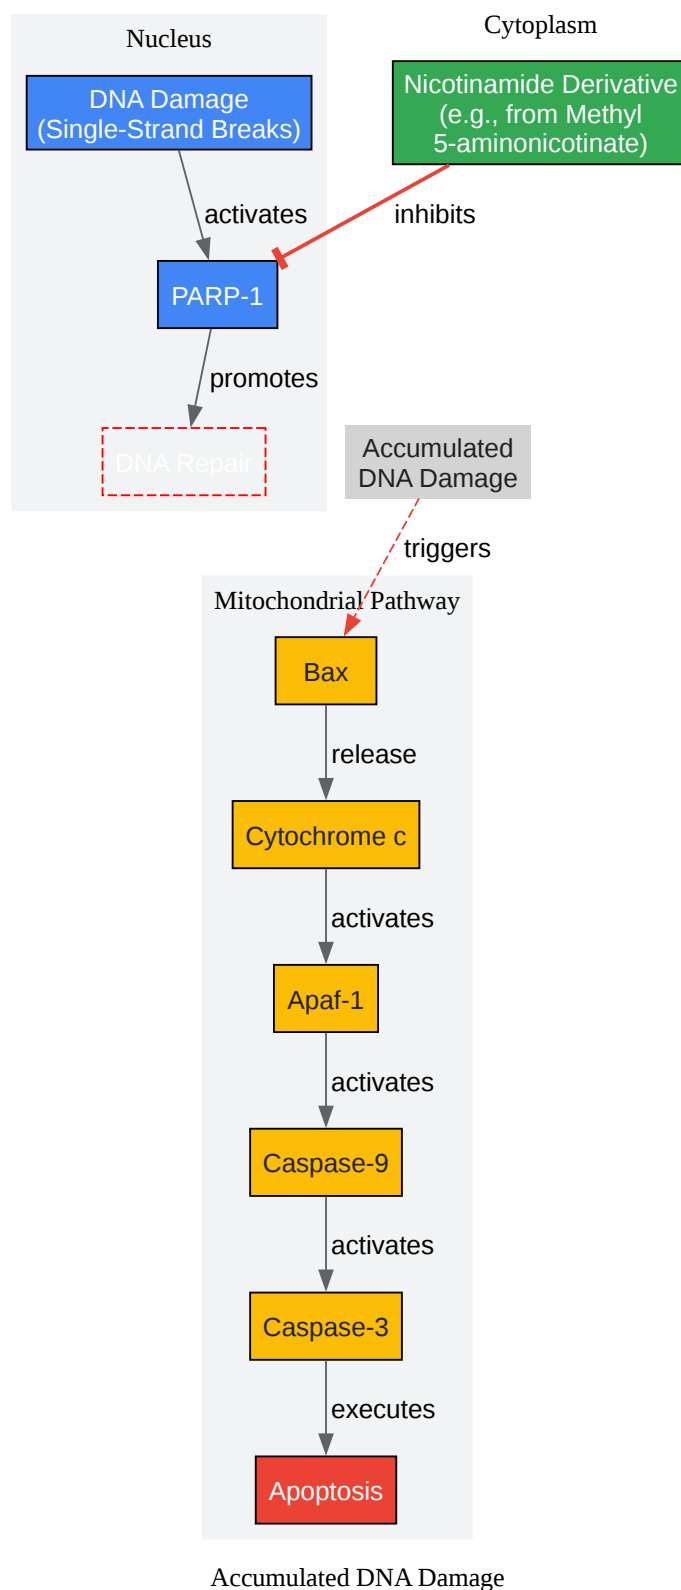 Nucleus
Cytoplasm
DNA Damage
(Single-Strand Breaks)
Nicotinamide Derivative
(e.g., from Methyl
5-aminonicotinate)
activates
inhibits
PARP-1
promotes
DNA Repair
Accumulated
DNA Damage
triggers
Mitochondrial Pathway
Bax
release
Cytochrome c
activates
Apaf-1
activates
Caspase-9
activates
Caspase-3
executes
Apoptosis
Accumulated DNA Damage